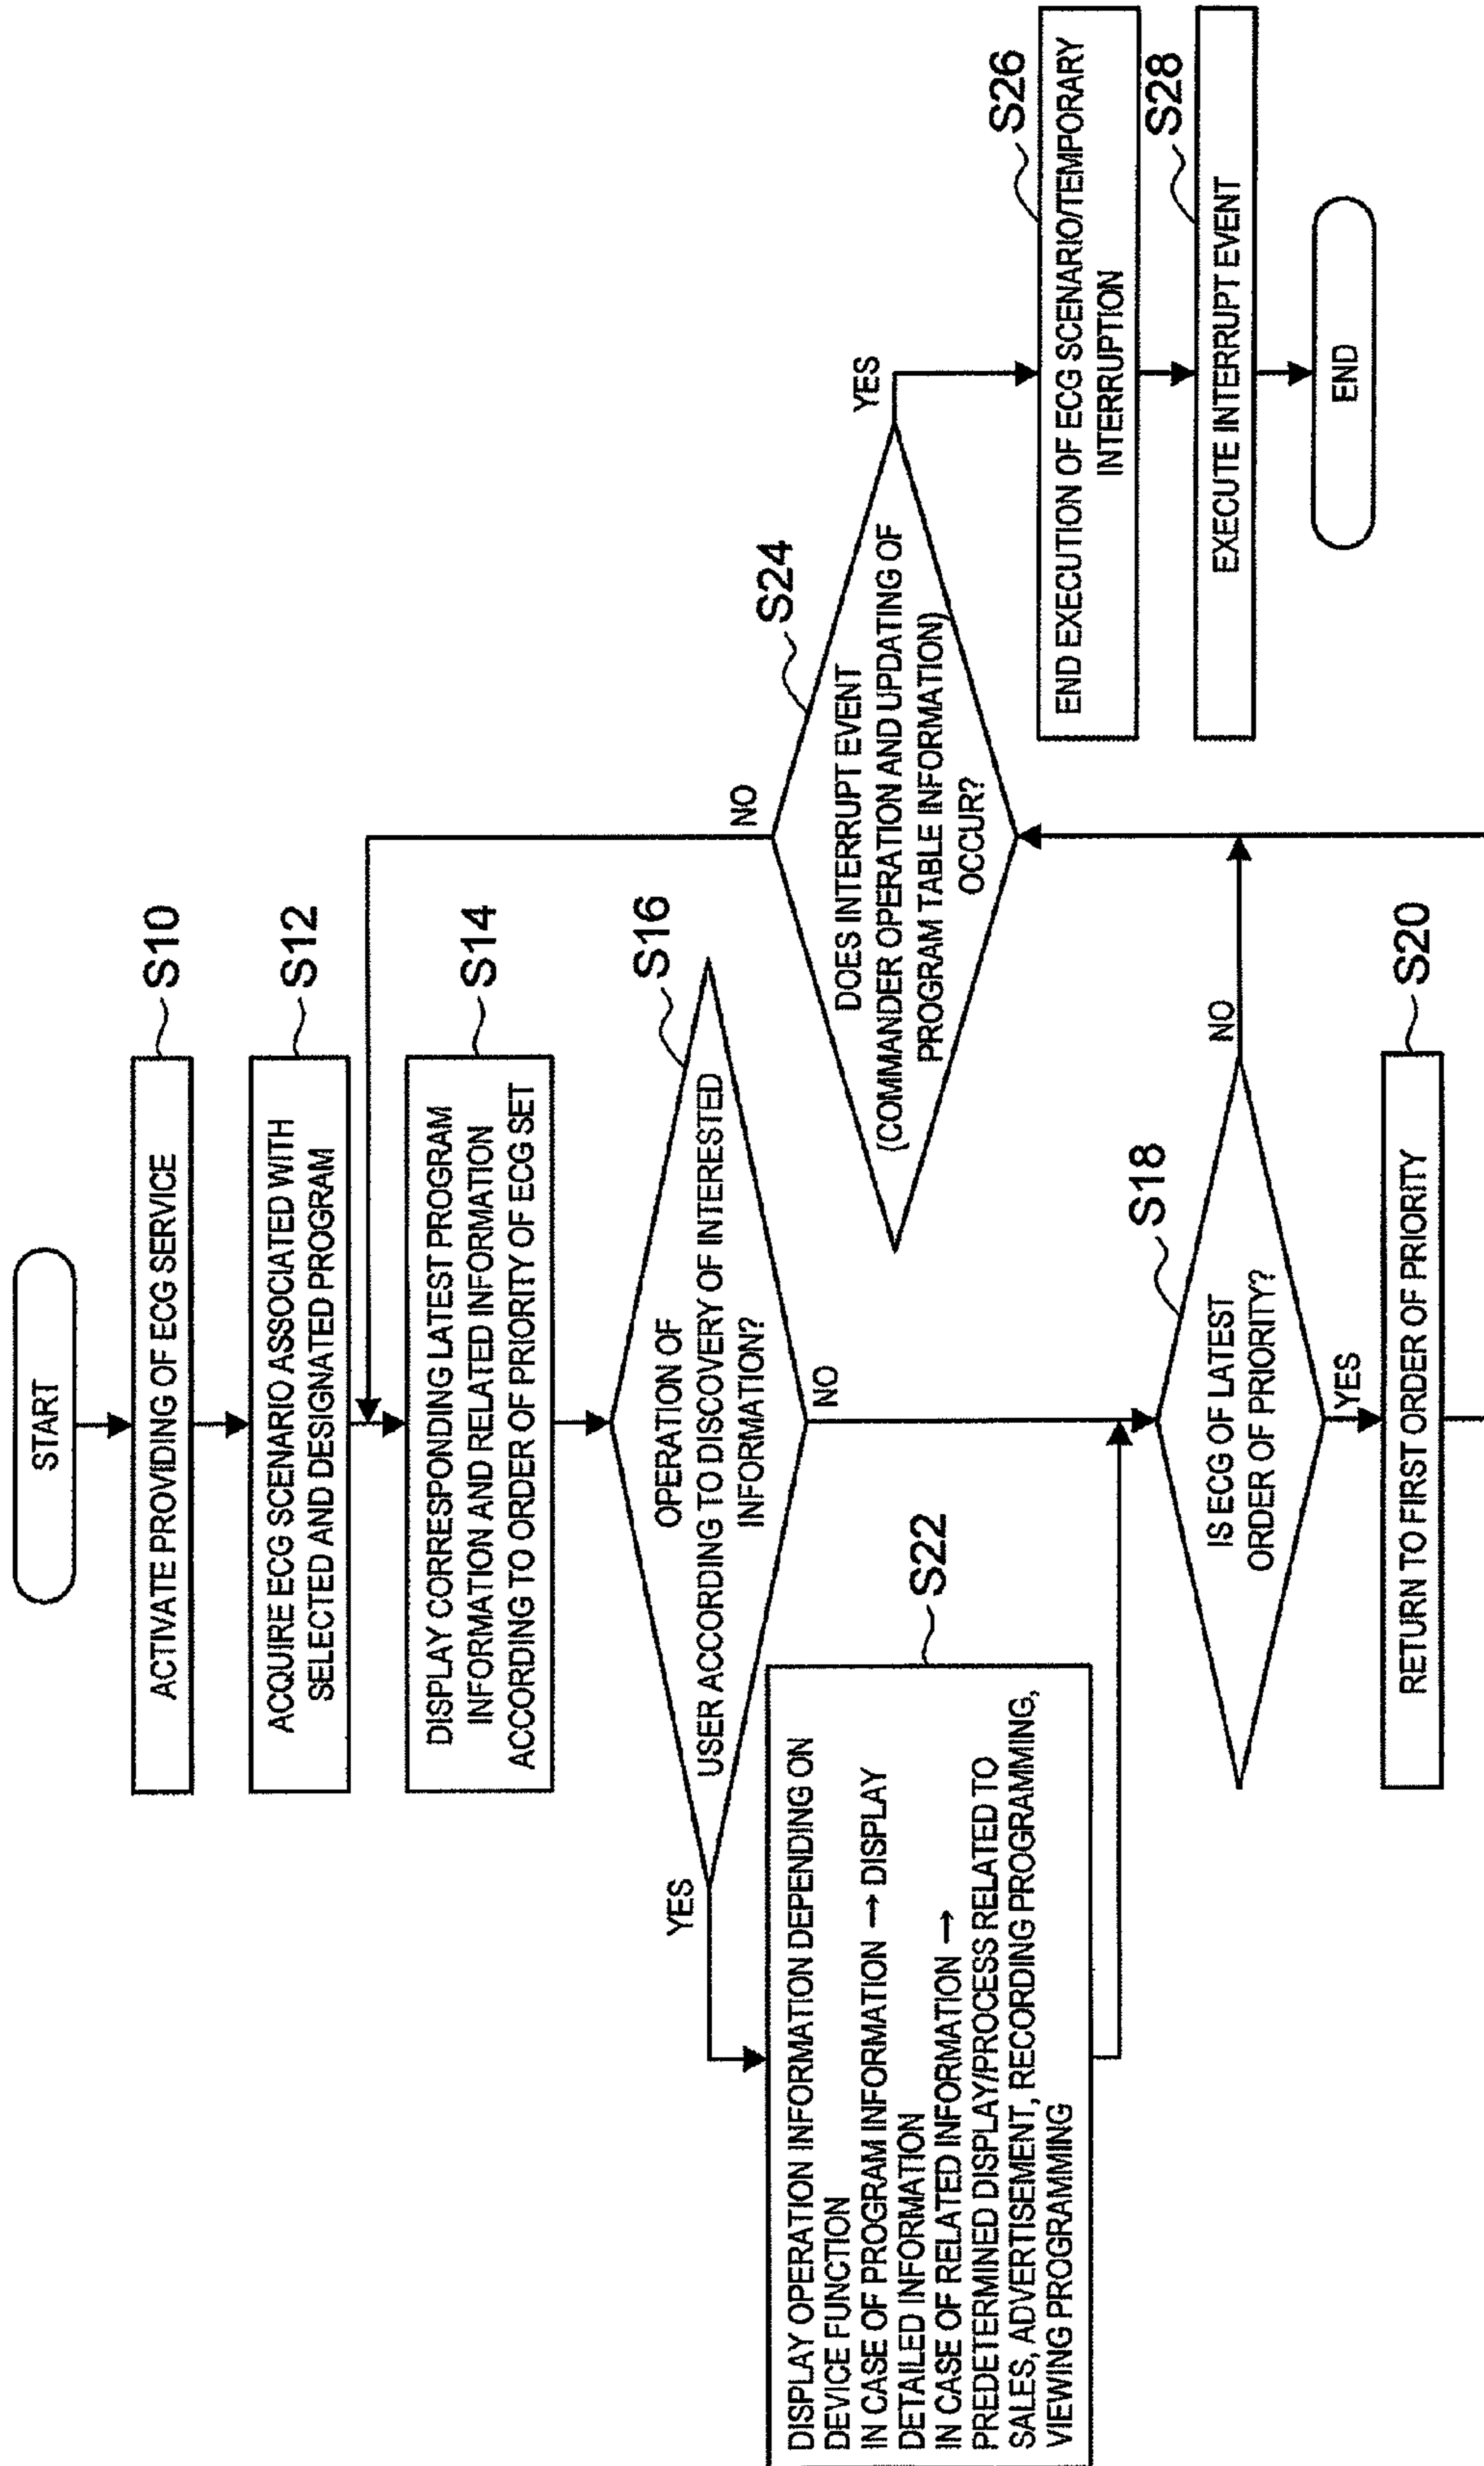 START
ACTIVATE PROVIDING OF ECG SERVICE
S10
ACQUIRE ECG SCENARIO ASSOCIATED WITH
SELECTED AND DESIGNATED PROGRAM
S12
DISPLAY CORRESPONDING LATEST PROGRAM
INFORMATION AND RELATED INFORMATION
ACCORDING TO ORDER OF PRIORITY OF ECG SET
S14
OPERATION OF
USER ACCORDING TO DISCOVERY OF INTERESTED
INFORMATION?
S16
YES
NO
DISPLAY OPERATION INFORMATION DEPENDING ON
DEVICE FUNCTION
IN CASE OF PROGRAM INFORMATION → DISPLAY
DETAILED INFORMATION
IN CASE OF RELATED INFORMATION →
PREDETERMINED DISPLAY/PROCESS RELATED TO
SALES, ADVERTISEMENT, RECORDING PROGRAMMING,
VIEWING PROGRAMMING
S22
IS ECG OF LATEST
ORDER OF PRIORITY?
S18
NO
YES
RETURN TO FIRST ORDER OF PRIORITY
S20
DOES INTERRUPT EVENT
(COMMANDER OPERATION AND UPDATING OF
PROGRAM TABLE INFORMATION)
OCCUR?
S24
NO
YES
END EXECUTION OF ECG SCENARIO/TEMPORARY
INTERRUPTION
S26
EXECUTE INTERRUPT EVENT
S28
END